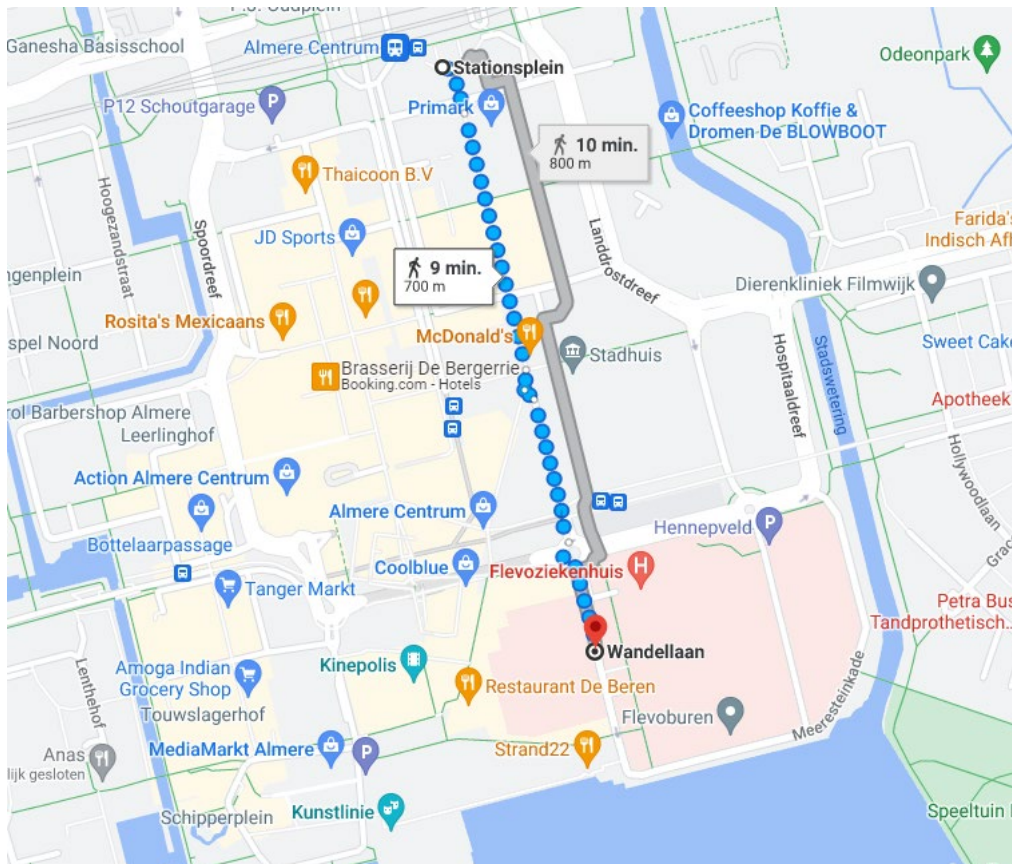 P.J. Oudplein
Ganesha Basisschool
Almere Centrum
Stationsplein
Odeonpark
P12 Schoutgarage
P
Primark
Coffeeshop Koffie &
Dromen De BLOWBOOT
10 min.
800 m
Thaicoon B.V
Hoogezandstraat
Spoordreef
JD Sports
Landdrostdreef
Farida's
Indisch Afh
ngenplein
9 min.
700 m
Dierenkliniek Filmwijk
Rosita's Mexicaans
McDonald's
spel Noord
Stadhuis
Stadswetering
Sweet Cake
Hospitaaldreef
Brasserij De Bergerrie
Booking.com - Hotels
Apotheek
rol Barbershop Almere
Leerlinghof
Hollywoodlaan
Action Almere Centrum
Almere Centrum
Hennepveld
P
Bottelaarpassage
Grac
Coolblue
Flevoziekenhuis
H
Tanger Markt
Petra Bus
Tandprothetisch...
Wandellaan
Kinepolis
Lenthehof
Amoga Indian
Grocery Shop
Restaurant De Beren
Touwslagerhof
Flevoburen
Meeresteinkade
Anas
lijk gesloten
MediaMarkt Almere
P
Strand22
Kunstlinie
Schipperplein
Speeltuin